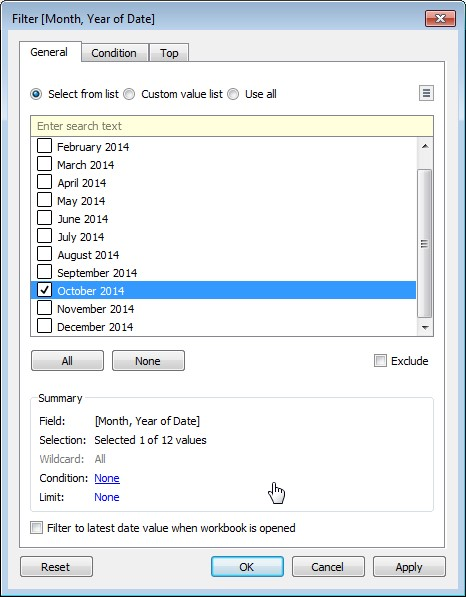 Filter [Month, Year of Date]
General Condition Top
Select from list Custom value list Use all
Enter search text
February 2014
March 2014
April 2014
May 2014
June 2014
July 2014
August 2014
September 2014
October 2014
November 2014
December 2014
All None Exclude
Summary
Field: [Month, Year of Date]
Selection: Selected 1 of 12 values
Wildcard: All
Condition: None
Limit: None
Filter to latest date value when workbook is opened
Reset OK Cancel Apply